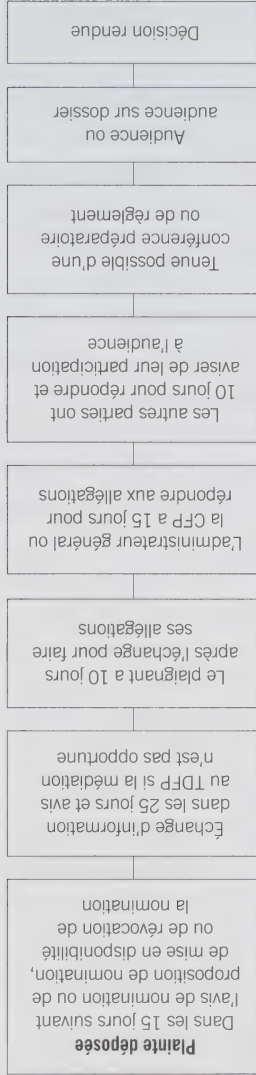 Plainte déposée
Dans les 15 jours suivant
l'avis de nomination ou de
proposition de nomination,
de mise en disponibilité
ou de révocation de
la nomination
Échange d'information
dans les 25 jours et avis
au TDFP si la médiation
n'est pas opportune
Le plaignant a 10 jours
après l'échange pour faire
ses allégations
L'administrateur général ou
la CFP a 15 jours pour
répondre aux allégations
Les autres parties ont
10 jours pour répondre et
aviser de leur participation
à l'audience
Tenue possible d'une
conférence préparatoire
ou de règlement
Audience ou
audience sur dossier
Décision rendue